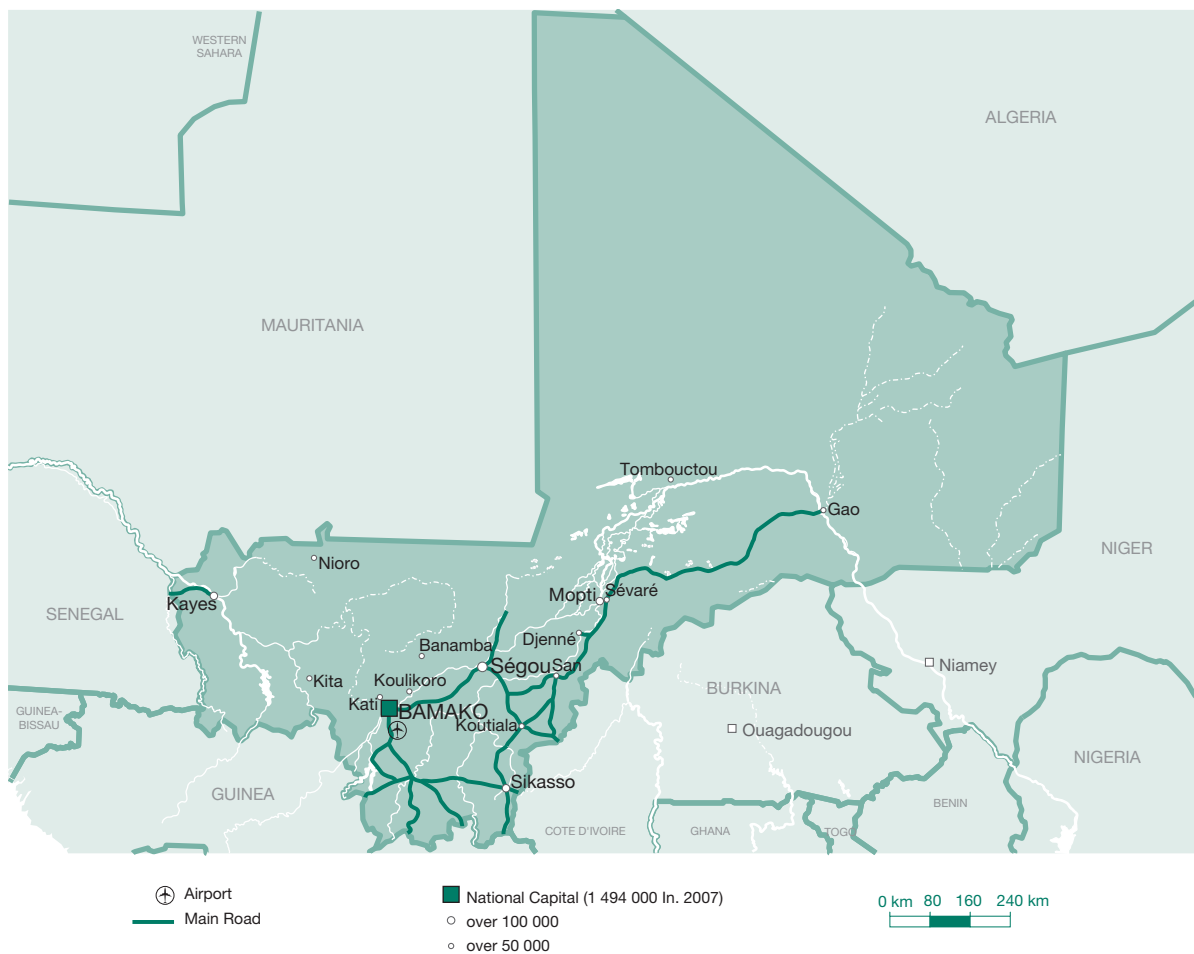 WESTERN
SAHARA
ALGERIA
MAURITANIA
Tombouctou
Gao
NIGER
Nioro
Kayes
Mopti
Sévaré
SENEGAL
Djenné
Banamba
Ségou
San
Niamey
Kita
Koulikoro
BURKINA
Kati
BAMAKO
GUINEA-
BISSAU
Koutiala
Ouagadougou
NIGERIA
Sikasso
GUINEA
BENIN
COTE D'IVOIRE
GHANA
TOGO
Airport
Main Road
National Capital (1 494 000 In. 2007)
over 100 000
over 50 000
0 km 80 160 240 km